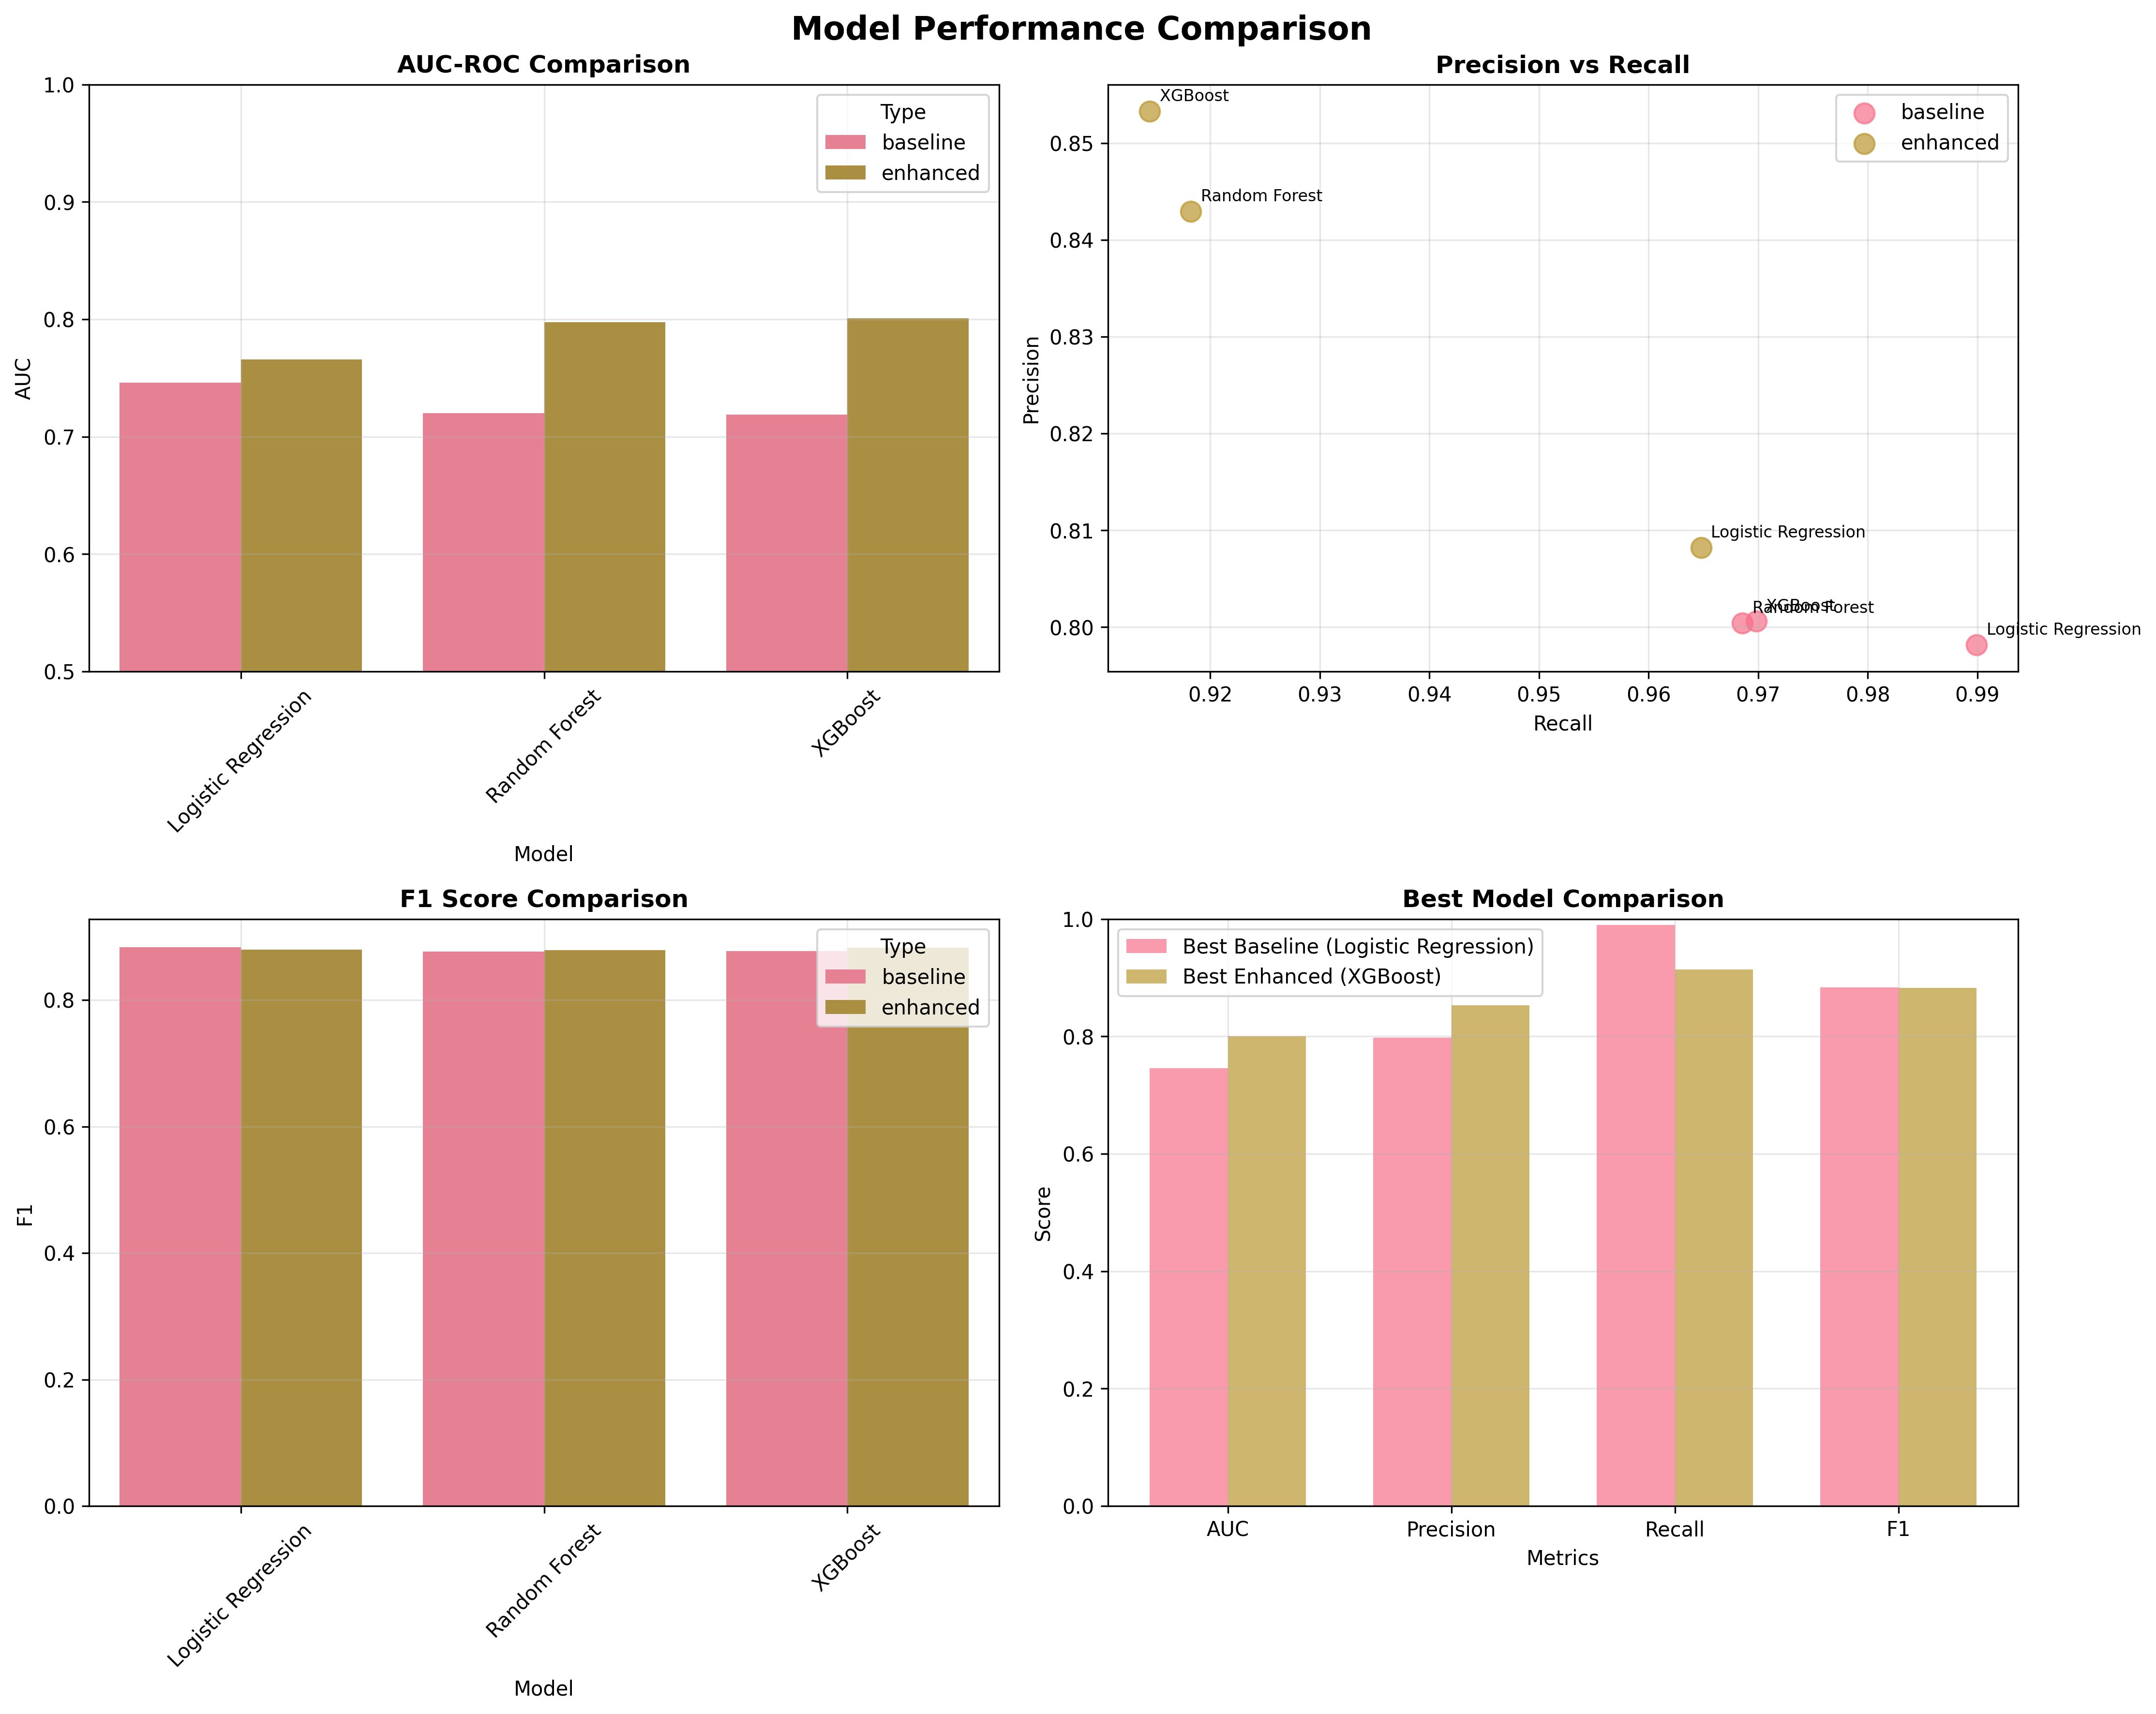 Model Performance Comparison
AUC-ROC Comparison
1.0
0.9
0.8
0.7
0.6
0.5
AUC
Type
baseline
enhanced
Logistic Regression
Random Forest
XGBoost
Model
Precision vs Recall
0.85
0.84
0.83
0.82
0.81
0.80
Precision
XGBoost
Random Forest
Logistic Regression
XGBoost
Random Forest
Logistic Regression
baseline
enhanced
0.92 0.93 0.94 0.95 0.96 0.97 0.98 0.99
Recall
F1 Score Comparison
0.8
0.6
0.4
0.2
0.0
F1
Type
baseline
enhanced
Logistic Regression
Random Forest
XGBoost
Model
Best Model Comparison
1.0
0.8
0.6
0.4
0.2
0.0
Score
Best Baseline (Logistic Regression)
Best Enhanced (XGBoost)
AUC Precision Recall F1
Metrics